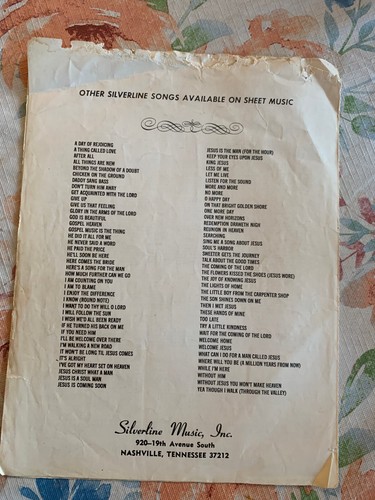 OTHER SILVERLINE SONGS AVAILABLE ON SHEET MUSIC
A DAY OF REJOICING
A THING CALLED LOVE
AFTER ALL
ALL THINGS ARE NEW
BEYOND THE SHADOW OF A DOUBT
CHICKEN ON THE GROUND
DADDY SANG BASS
DON'T TURN HIM AWAY
GET ACQUAINTED WITH THE LORD
GIVE UP
GIVE US THAT FEELING
GLORY IN THE ARMS OF THE LORD
GOD IS BEAUTIFUL
GOSPEL HEAVEN
GOSPEL MUSIC IS THE THING
HE DID IT ALL FOR ME
HE NEVER SAID A WORD
HE PAID THE PRICE
HE'LL SOON BE HERE
HERE COMES THE BRIDE
HERE'S A SONG FOR THE MAN
HOW MUCH FURTHER CAN WE GO
I AM COUNTING ON YOU
I AM TO BLAME
I ENJOY THE DIFFERENCE
I KNOW (ROUND NOTE)
I WANT TO DO THY WILL O LORD
I WILL FOLLOW THE SUN
I WISH WE'D ALL BEEN READY
IF HE TURNED HIS BACK ON ME
IF YOU NEED HIM
I'LL BE WELCOME OVER THERE
I'M WALKING A NEW ROAD
IT WON'T BE LONG TIL JESUS COMES
IT'S ALRIGHT
I'VE GOT MY HEART SET ON HEAVEN
JESUS CHRIST WHAT A MAN
JESUS IS A SOUL MAN
JESUS IS COMING SOON
JESUS IS THE MAN (FOR THE HOUR)
KEEP YOUR EYES UPON JESUS
KING JESUS
LESS OF ME
LET ME LIVE
LISTEN FOR THE SOUND
MORE AND MORE
NO MORE
O HAPPY DAY
ON THAT BRIGHT GOLDEN SHORE
ONE MORE DAY
OVER NEW HORIZONS
REDEMPTION DRAWETH NIGH
REUNION IN HEAVEN
SEARCHING
SING ME A SONG ABOUT JESUS
SOUL'S HARBOR
SWEETER GETS THE JOURNEY
TALK ABOUT THE GOOD TIMES
THE COMING OF THE LORD
THE FLOWERS KISSED THE SHOES (JESUS WORE)
THE JOY OF KNOWING JESUS
THE LIGHTS OF HOME
THE LITTLE BOY FROM THE CARPENTER SHOP
THE SON SHINES DOWN ON ME
THEN I MET JESUS
THESE HANDS OF MINE
TOO LATE
TRY A LITTLE KINDNESS
WAIT FOR THE COMING OF THE LORD
WELCOME HOME
WELCOME JESUS
WHAT CAN I DO FOR A MAN CALLED JESUS
WHERE WILL YOU BE (A MILLION YEARS FROM NOW)
WHILE I'M HERE
WITHOUT HIM
WITHOUT JESUS YOU WON'T MAKE HEAVEN
YEA THOUGH I WALK (THROUGH THE VALLEY)
Silverline Music, Inc.
920–19th Avenue South
NASHVILLE, TENNESSEE 37212